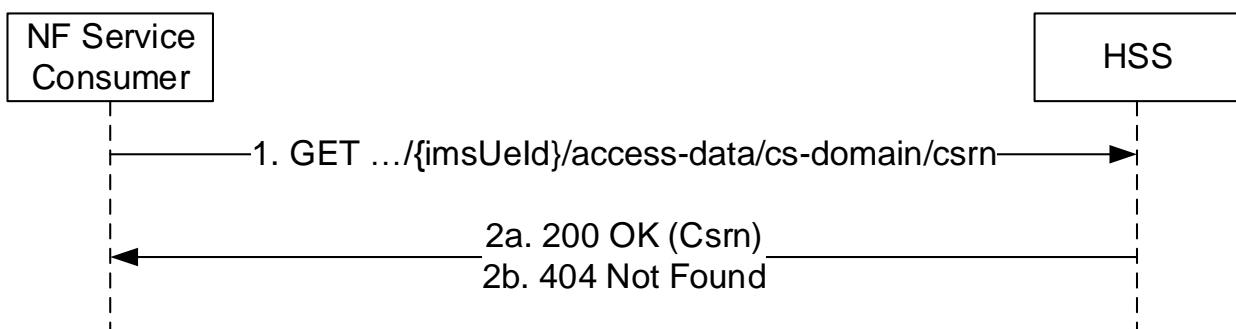 NF Service
Consumer
HSS
1. GET …/{imsUeId}/access-data/cs-domain/csrn
2a. 200 OK (Csrn)
2b. 404 Not Found